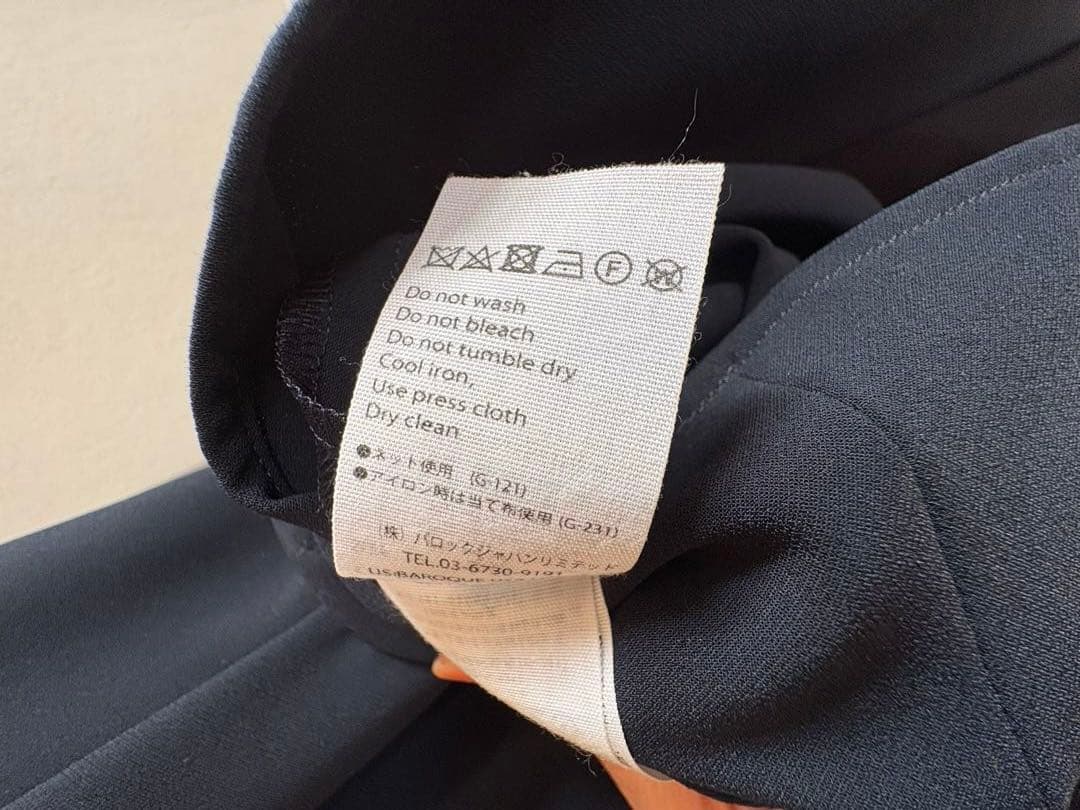 F W
Do not wash
Do not bleach
Do not tumble dry
Cool iron,
Use press cloth
Dry clean
●ネット使用 (G-121)
●アイロン時は当て布使用 (G-231)
(株) バロックジャパンリミテッド
TEL.03-6730-9191
US:BAROQUE